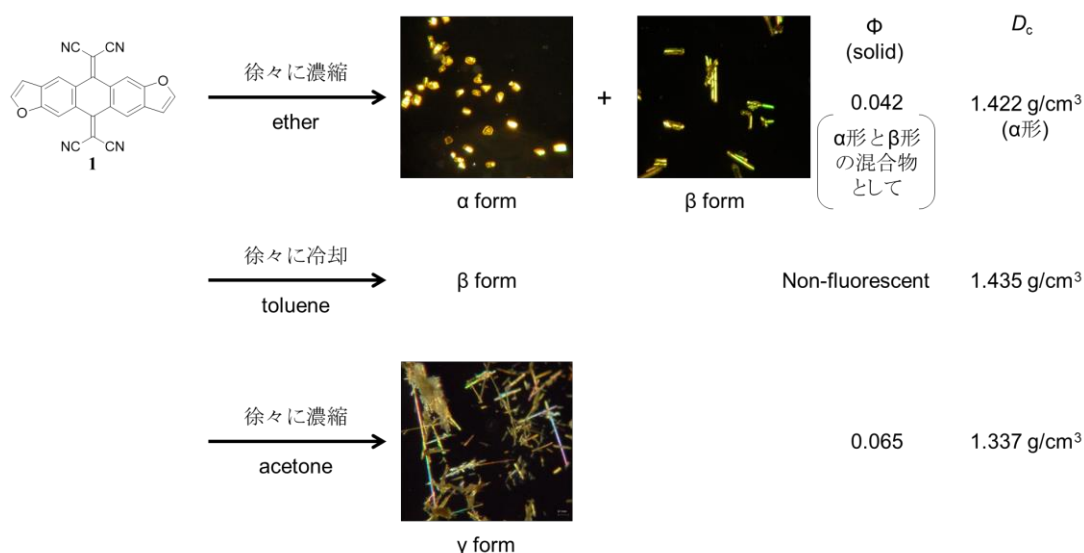 NC CN
O
O
NC CN
1
徐々に濃縮
ether
α form
+
β form
Φ
(solid)
0.042
α形とβ形
の混合物
として
Dc
1.422 g/cm³
(α形)
徐々に冷却
toluene
β form
Non-fluorescent
1.435 g/cm³
徐々に濃縮
acetone
γ form
0.065
1.337 g/cm³